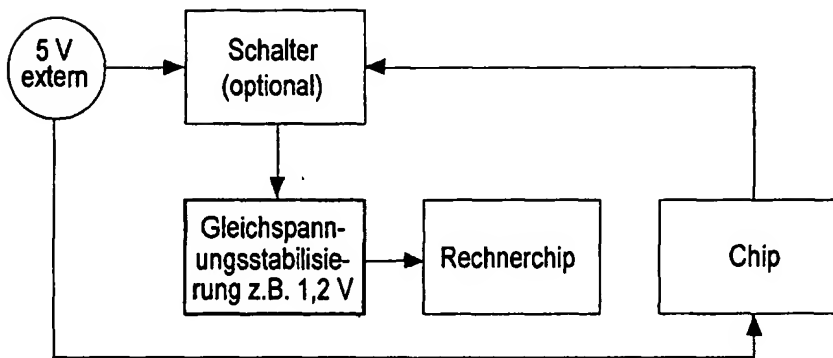 5 V
extern
Schalter
(optional)
Gleichspann-
ungsstabilisie-
rung z.B. 1,2 V
Rechnerchip
Chip